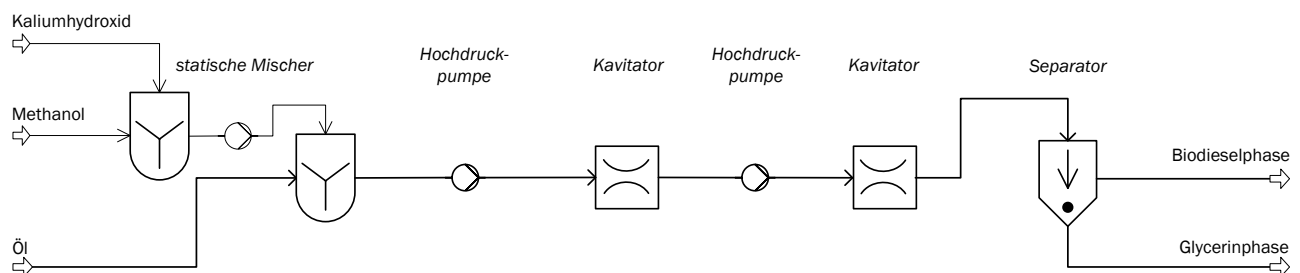 Kaliumhydroxid
statische Mischer
Hochdruck-
pumpe
Kavitator
Hochdruck-
pumpe
Kavitator
Separator
Methanol
Biodieselphase
Öl
Glycerinphase